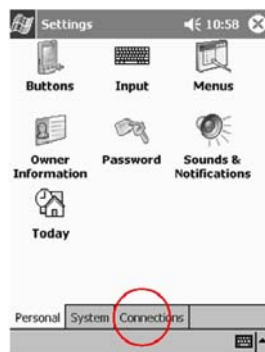 Settings 10:58
Buttons Input Menus
Owner Information Password Sounds & Notifications
Today
Personal System Connections